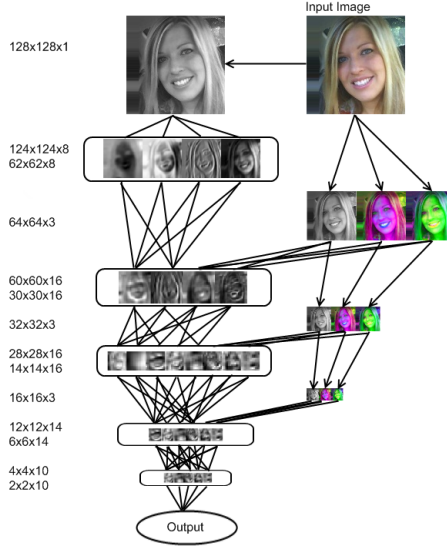 Input Image
128x128x1
124x124x8
62x62x8
64x64x3
60x60x16
30x30x16
32x32x3
28x28x16
14x14x16
16x16x3
12x12x14
6x6x14
4x4x10
2x2x10
Output